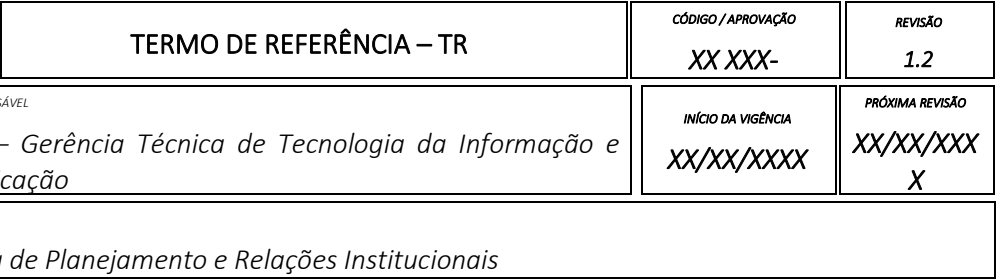 TERMO DE REFERÊNCIA – TR
CÓDIGO / APROVAÇÃO
XX XXX-
REVISÃO
1.2
SÁVEL
– Gerência Técnica de Tecnologia da Informação e
icação
INÍCIO DA VIGÊNCIA
XX/XX/XXXX
PRÓXIMA REVISÃO
XX/XX/XXX
X
de Planejamento e Relações Institucionais